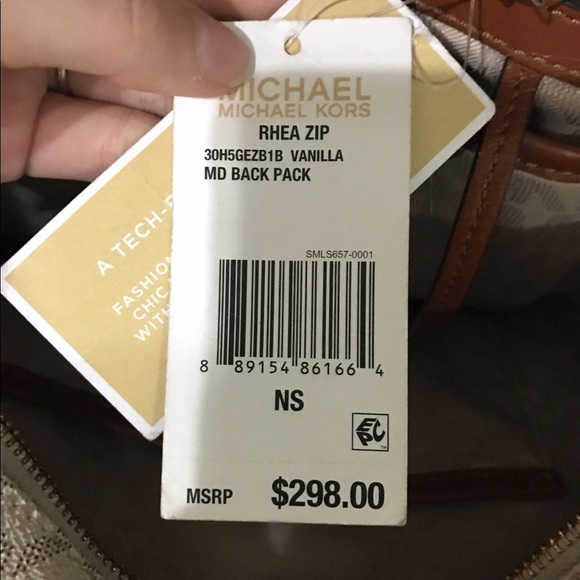 MICHAEL
MICHAEL KORS
RHEA ZIP
30H5GEZB1B VANILLA
MD BACK PACK
SMLS657-0001
8 89154 86166 4
NS
EPC
MSRP $298.00
A TECH-
FASHION
CHIC
WITH